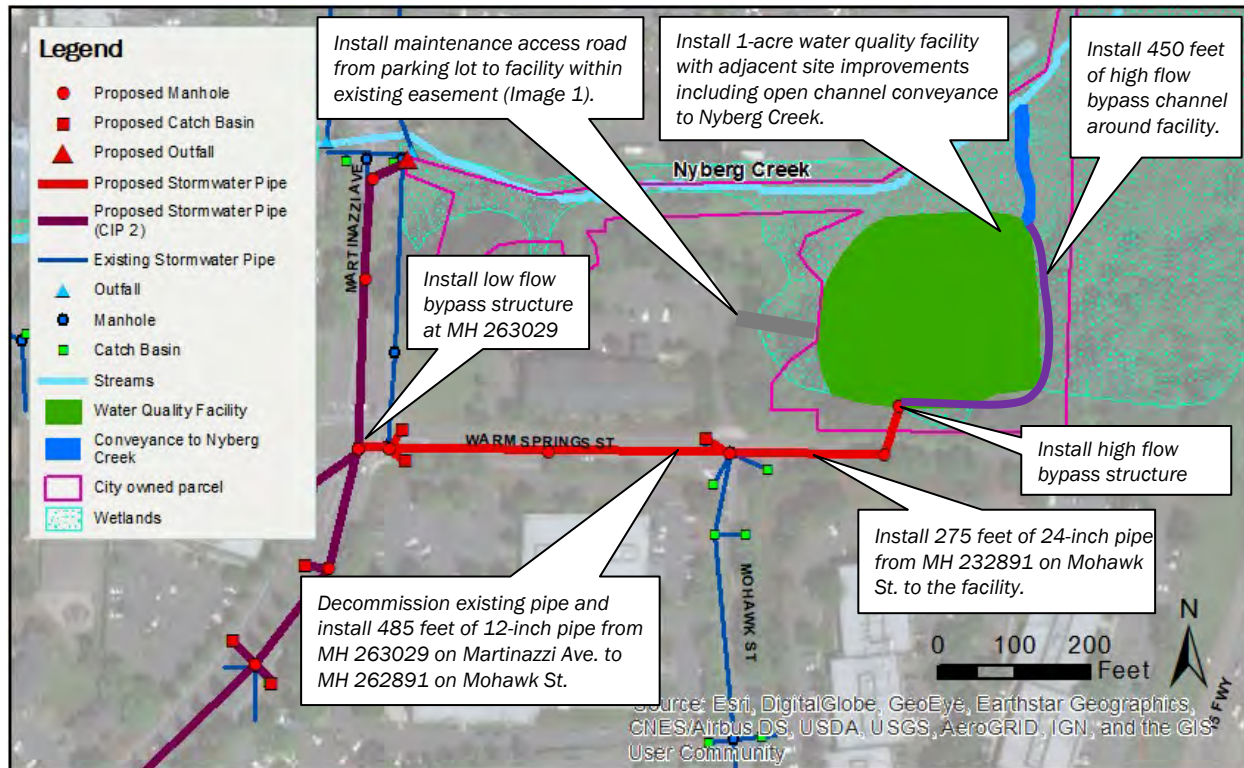 Legend
Proposed Manhole
Proposed Catch Basin
Proposed Outfall
Proposed Stormwater Pipe
Proposed Stormwater Pipe
(CIP 2)
Existing Stormwater Pipe
Outfall
Manhole
Catch Basin
Streams
Water Quality Facility
Conveyance to Nyberg
Creek
City owned parcel
Wetlands
Install maintenance access road
from parking lot to facility within
existing easement (Image 1).
Install 1-acre water quality facility
with adjacent site improvements
including open channel conveyance
to Nyberg Creek.
Install 450 feet
of high flow
bypass channel
around facility.
Nyberg Creek
MARTINAZZI AVE
Install low flow
bypass structure
at MH 263029
WARM SPRINGS ST
Install high flow
bypass structure
Install 275 feet of 24-inch pipe
from MH 232891 on Mohawk
St. to the facility.
Decommission existing pipe and
install 485 feet of 12-inch pipe from
MH 263029 on Martinazzi Ave. to
MH 262891 on Mohawk St.
MOHAWK ST
N
0 100 200
Feet
I5 FWY
Source: Esri, DigitalGlobe, GeoEye, Earthstar Geographics,
CNES/Airbus DS, USDA, USGS, AeroGRID, IGN, and the GIS
User Community